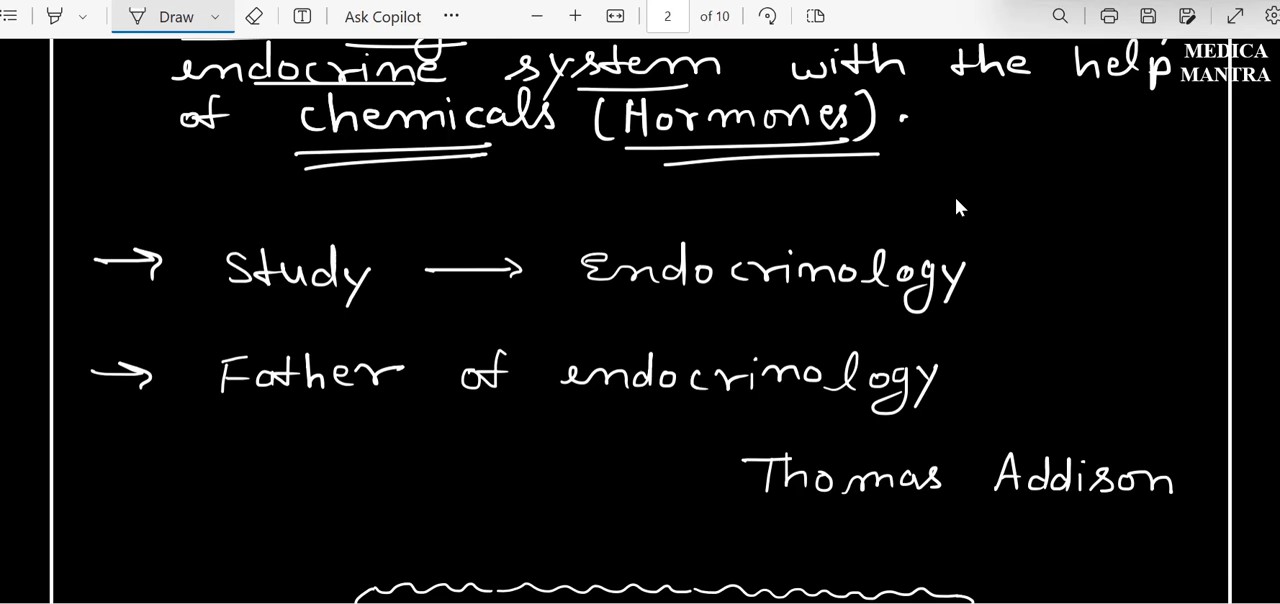 Draw
Ask Copilot
2 of 10
endocrine system with the help
MEDICA
MANTRA
of chemicals (Hormones).
→ Study → Endocrinology
→ Father of endocrinology
Thomas Addison